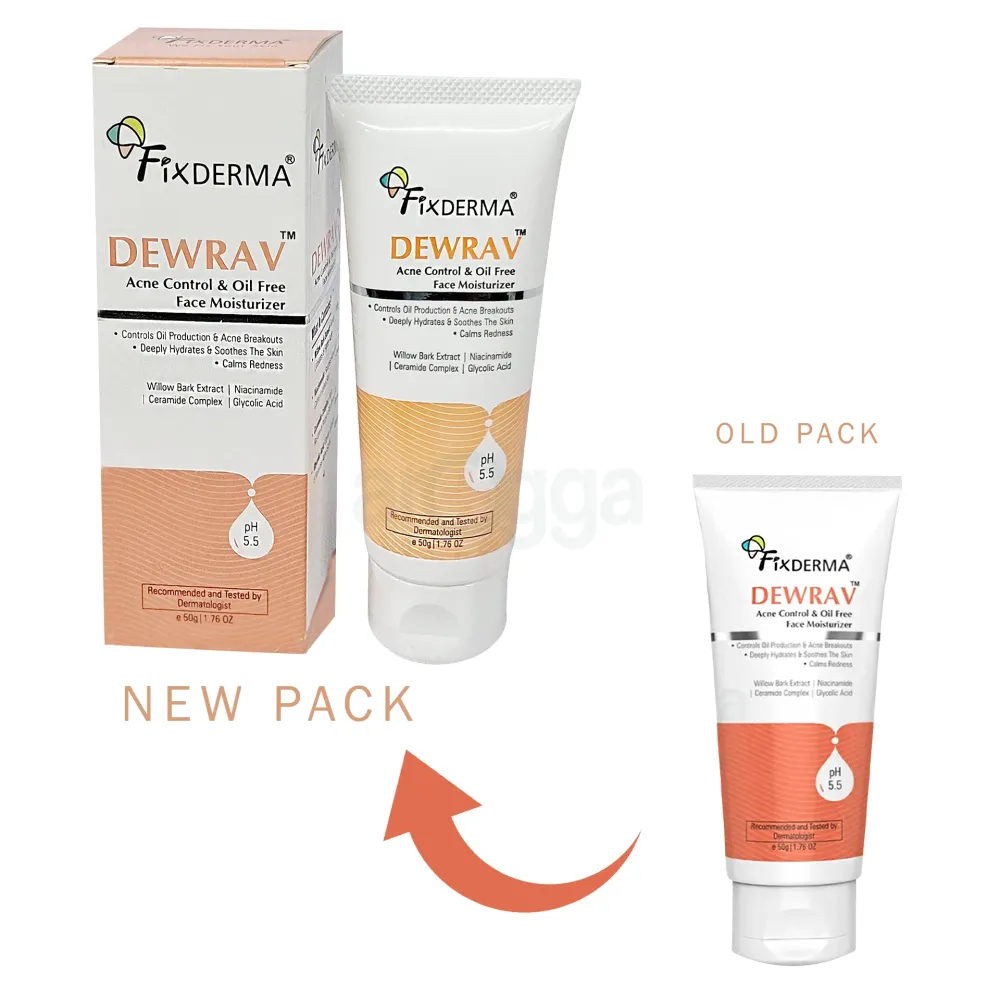 FIXDERMA
We Fix Your Skin
FIXDERMA®
DEWRAV™
Acne Control & Oil Free
Face Moisturizer
• Controls Oil Production & Acne Breakouts
• Deeply Hydrates & Soothes The Skin
• Calms Redness
Willow Bark Extract | Niacinamide
| Ceramide Complex | Glycolic Acid
pH
5.5
Recommended and Tested by
Dermatologist
e 50g | 1.76 OZ
FIXDERMA®
DEWRAV™
Acne Control & Oil Free
Face Moisturizer
• Controls Oil Production & Acne Breakouts
• Deeply Hydrates & Soothes The Skin
• Calms Redness
Willow Bark Extract | Niacinamide
| Ceramide Complex | Glycolic Acid
pH
5.5
Recommended and Tested by
Dermatologist
e 50g | 1.76 OZ
NEW PACK
arogga
OLD PACK
FIXDERMA®
DEWRAV™
Acne Control & Oil Free
Face Moisturizer
• Controls Oil Production & Acne Breakouts
• Deeply Hydrates & Soothes The Skin
• Calms Redness
Willow Bark Extract | Niacinamide
| Ceramide Complex | Glycolic Acid
pH
5.5
Recommended and Tested by
Dermatologist
e 50g | 1.76 OZ